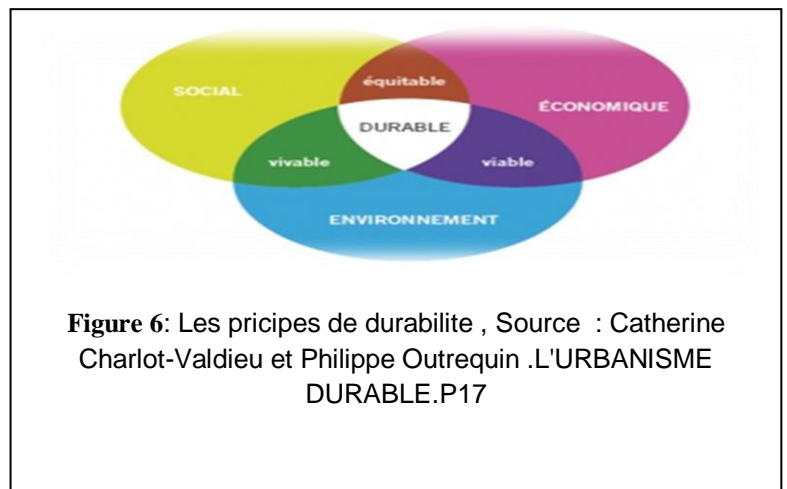 équitable
SOCIAL
ÉCONOMIQUE
DURABLE
vivable
viable
ENVIRONNEMENT
Figure 6: Les pricipes de durabilite , Source : Catherine
Charlot-Valdieu et Philippe Outrequin .L'URBANISME
DURABLE.P17